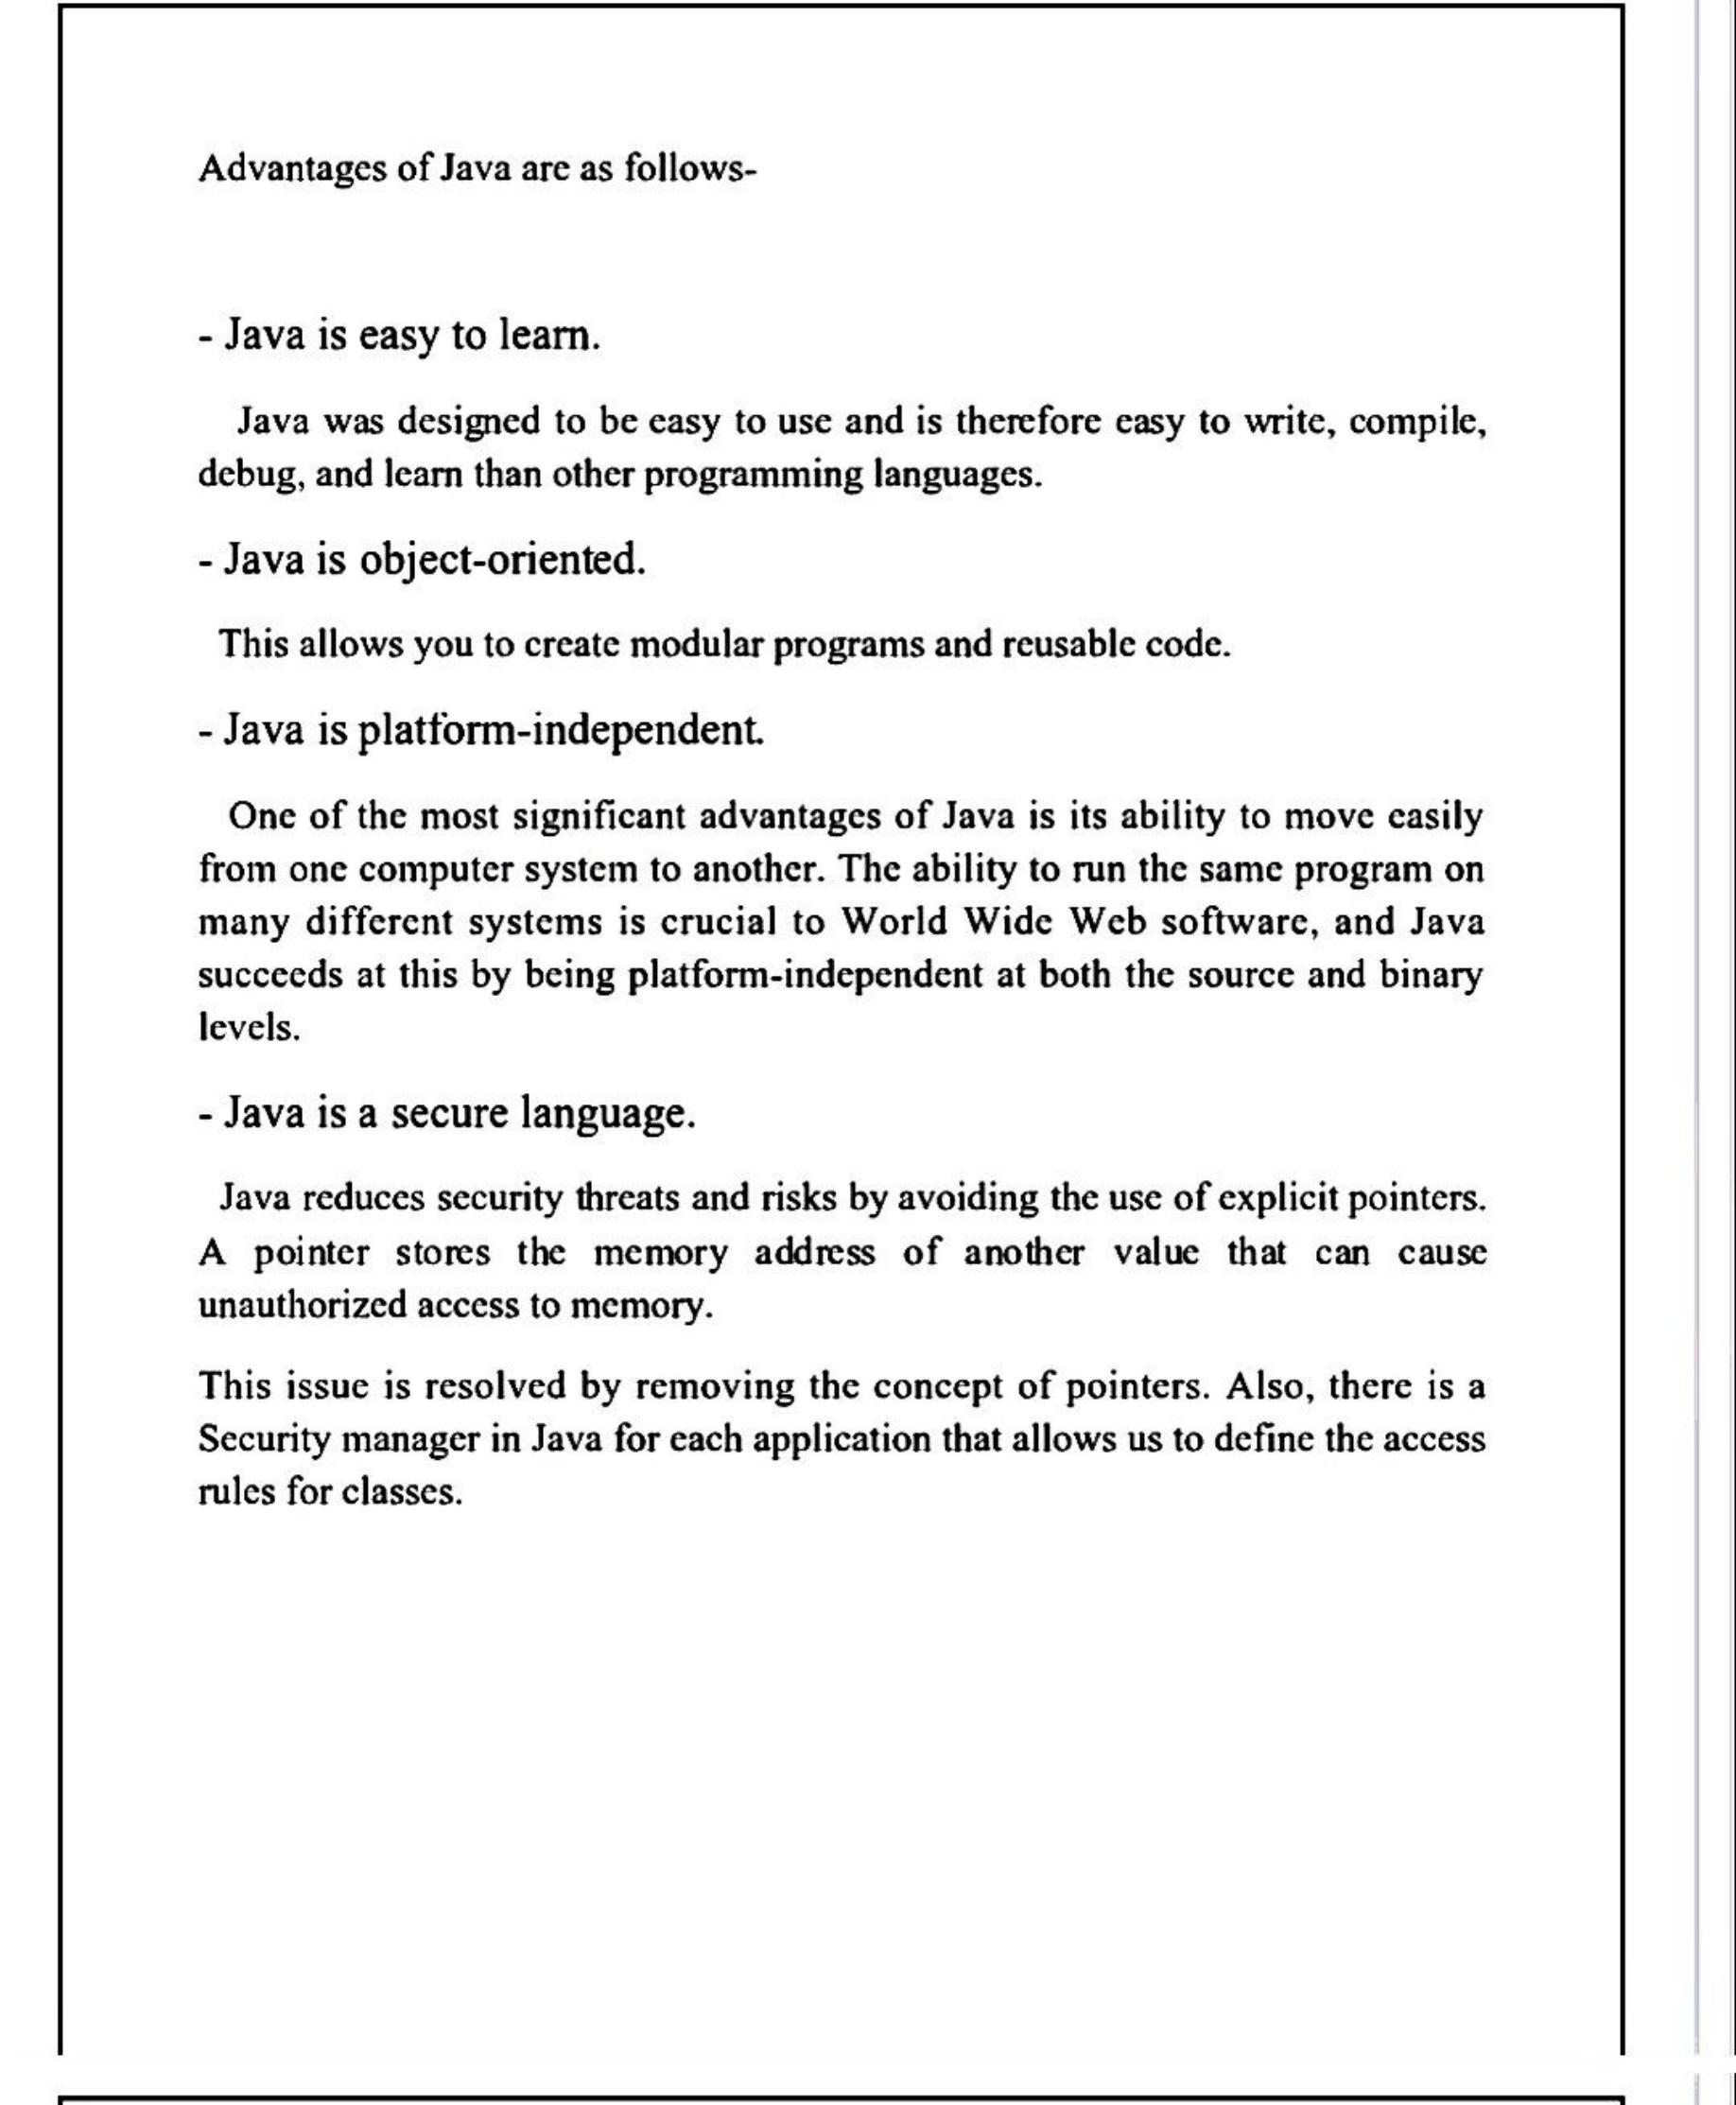 Advantages of Java are as follows-
- Java is easy to learn.
Java was designed to be easy to use and is therefore easy to write, compile,
debug, and learn than other programming languages.
- Java is object-oriented.
This allows you to create modular programs and reusable code.
- Java is platform-independent.
One of the most significant advantages of Java is its ability to move easily
from one computer system to another. The ability to run the same program on
many different systems is crucial to World Wide Web software, and Java
succeeds at this by being platform-independent at both the source and binary
levels.
- Java is a secure language.
Java reduces security threats and risks by avoiding the use of explicit pointers.
A pointer stores the memory address of another value that can cause
unauthorized access to memory.
This issue is resolved by removing the concept of pointers. Also, there is a
Security manager in Java for each application that allows us to define the access
rules for classes.